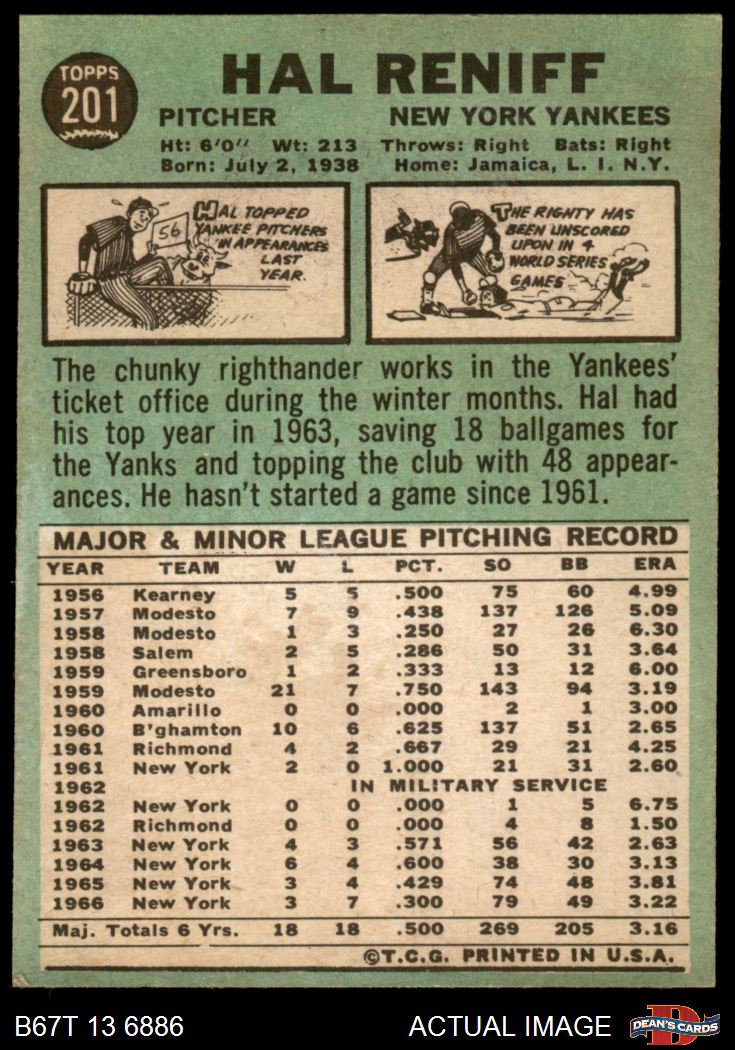 TOPPS
201
HAL RENIFF
PITCHER NEW YORK YANKEES
Ht: 6'0" Wt: 213 Throws: Right Bats: Right
Born: July 2, 1938 Home: Jamaica, L. I. N.Y.
56
HAL TOPPED
YANKEE PITCHERS
IN APPEARANCES
LAST
YEAR.
THE RIGHTY HAS
BEEN UNSCORED
UPON IN 4
WORLD SERIES
GAMES
The chunky righthander works in the Yankees'
ticket office during the winter months. Hal had
his top year in 1963, saving 18 ballgames for
the Yanks and topping the club with 48 appear-
ances. He hasn't started a game since 1961.
MAJOR & MINOR LEAGUE PITCHING RECORD
YEAR TEAM W L PCT. SO BB ERA
1956 Kearney 5 5 .500 75 60 4.99
1957 Modesto 7 9 .438 137 126 5.09
1958 Modesto 1 3 .250 27 26 6.30
1958 Salem 2 5 .286 50 31 3.64
1959 Greensboro 1 2 .333 13 12 6.00
1959 Modesto 21 7 .750 143 94 3.19
1960 Amarillo 0 0 .000 2 1 3.00
1960 B'ghamton 10 6 .625 137 51 2.65
1961 Richmond 4 2 .667 29 21 4.25
1961 New York 2 0 1.000 21 31 2.60
1962 IN MILITARY SERVICE
1962 New York 0 0 .000 1 5 6.75
1962 Richmond 0 0 .000 4 8 1.50
1963 New York 4 3 .571 56 42 2.63
1964 New York 6 4 .600 38 30 3.13
1965 New York 3 4 .429 74 48 3.81
1966 New York 3 7 .300 79 49 3.22
Maj. Totals 6 Yrs. 18 18 .500 269 205 3.16
©T.C.G. PRINTED IN U.S.A.
B67T 13 6886 ACTUAL IMAGE
D
DEAN'S CARDS